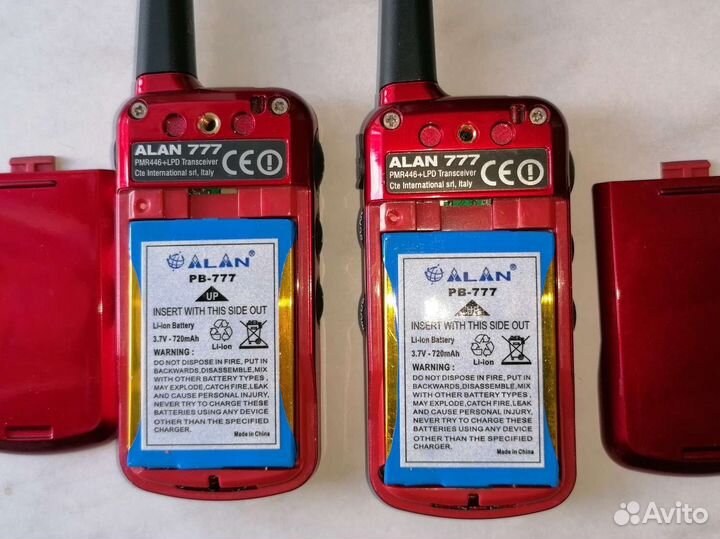 ALAN 777
PMR446+LPD Transceiver
Cte International srl, Italy
CE!
ALAN®
PB-777
UP
INSERT WITH THIS SIDE OUT
Li-ion Battery
3.7V - 720mAh
Li-ion
WARNING :
DO NOT DISPOSE IN FIRE, PUT IN
BACKWARDS,DISASSEMBLE,MIX
WITH OTHER BATTERY TYPES ,
MAY EXPLODE,CATCH FIRE,LEAK
AND CAUSE PERSONAL INJURY.
NEVER TRY TO CHARGE THESE
BATTERIES USING ANY DEVICE
OTHER THAN SPECIFIED
CHARGER.
Made in China
ALAN 777
PMR446+LPD Transceiver
Cte International srl, Italy
CE!
ALAN®
PB-777
INSERT WITH THIS SIDE OUT
Li-ion Battery
3.7V - 720mAh
Li-ion
WARNING :
DO NOT DISPOSE IN FIRE, PUT IN
BACKWARDS,DISASSEMBLE,MIX
WITH OTHER BATTERY TYPES ,
MAY EXPLODE,CATCH FIRE,LEAK
AND CAUSE PERSONAL INJURY.
NEVER TRY TO CHARGE THESE
BATTERIES USING ANY DEVICE
OTHER THAN SPECIFIED
CHARGER.
Made in China
Avito